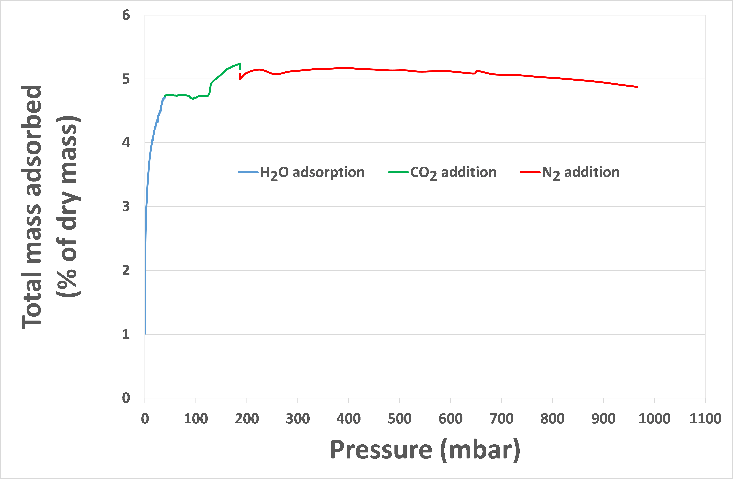 Total mass adsorbed
(% of dry mass)
6
5
4
3
2
1
0
H2O adsorption
CO2 addition
N2 addition
0 100 200 300 400 500 600 700 800 900 1000 1100
Pressure (mbar)